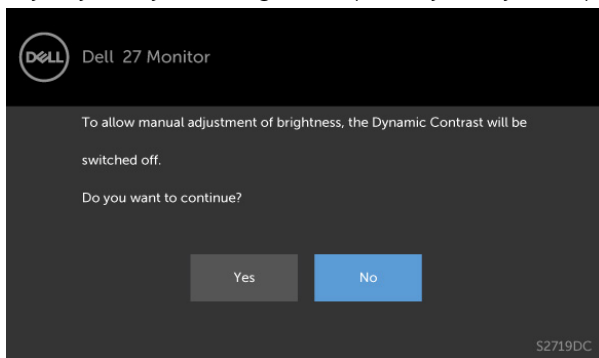 DELL
Dell 27 Monitor
To allow manual adjustment of brightness, the Dynamic Contrast will be
switched off.
Do you want to continue?
Yes
No
S2719DC